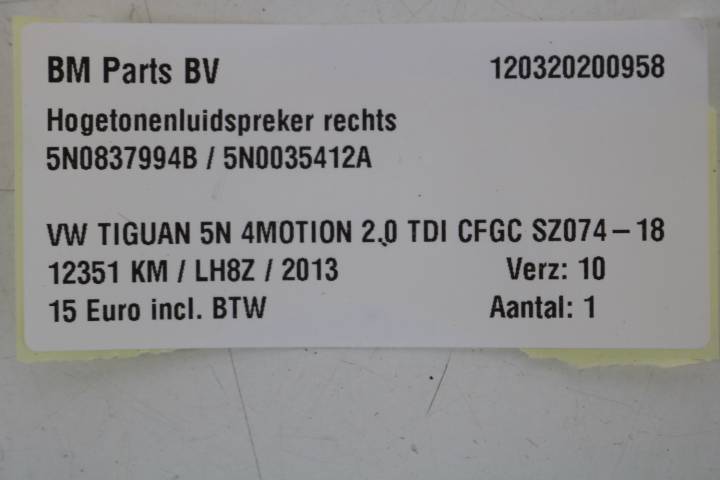 BM Parts BV 120320200958
Hogetonenluidspreker rechts
5N0837994B / 5N0035412A
VW TIGUAN 5N 4MOTION 2.0 TDI CFGC SZ074-18
12351 KM / LH8Z / 2013 Verz: 10
15 Euro incl. BTW Aantal: 1